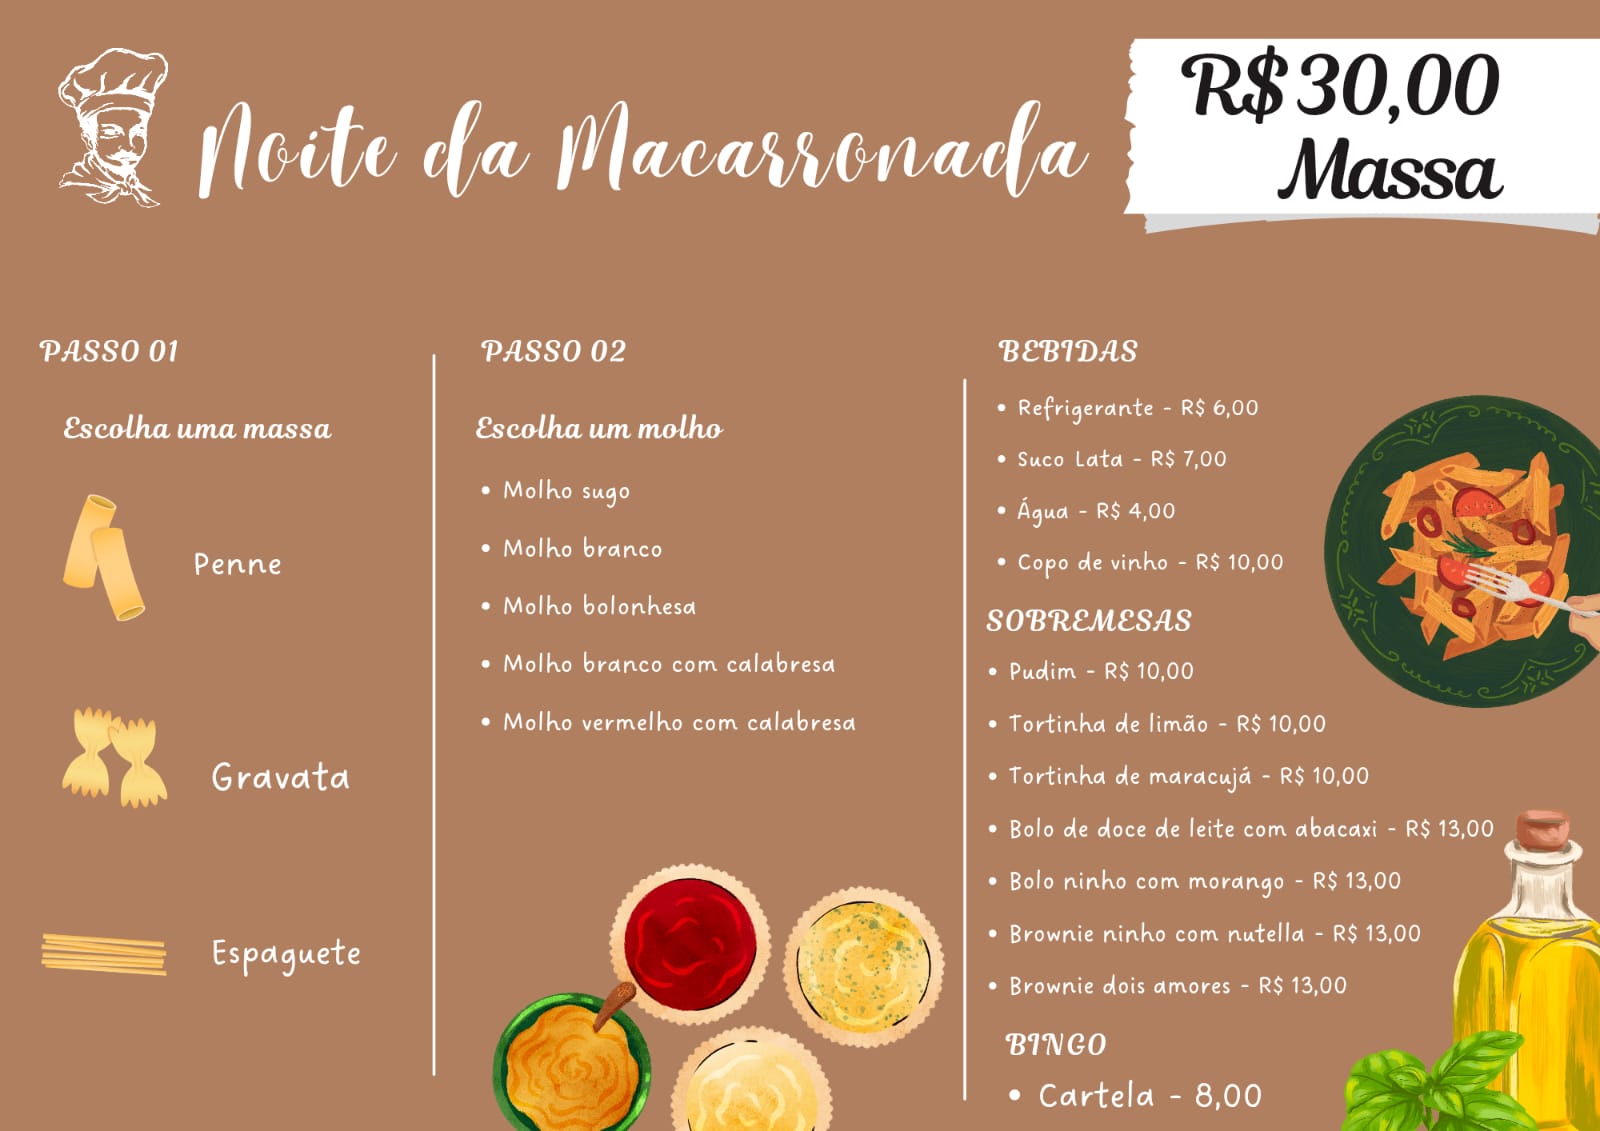 Noite da Macarronada
R$ 30,00
Massa
PASSO 01
Escolha uma massa
Penne
Gravata
Espaguete
PASSO 02
Escolha um molho
• Molho sugo
• Molho branco
• Molho bolonhesa
• Molho branco com calabresa
• Molho vermelho com calabresa
BEBIDAS
• Refrigerante - R$ 6,00
• Suco Lata - R$ 7,00
• Água - R$ 4,00
• Copo de vinho - R$ 10,00
SOBREMESAS
• Pudim - R$ 10,00
• Tortinha de limão - R$ 10,00
• Tortinha de maracujá - R$ 10,00
• Bolo de doce de leite com abacaxi - R$ 13,00
• Bolo ninho com morango - R$ 13,00
• Brownie ninho com nutella - R$ 13,00
• Brownie dois amores - R$ 13,00
BINGO
• Cartela - 8,00